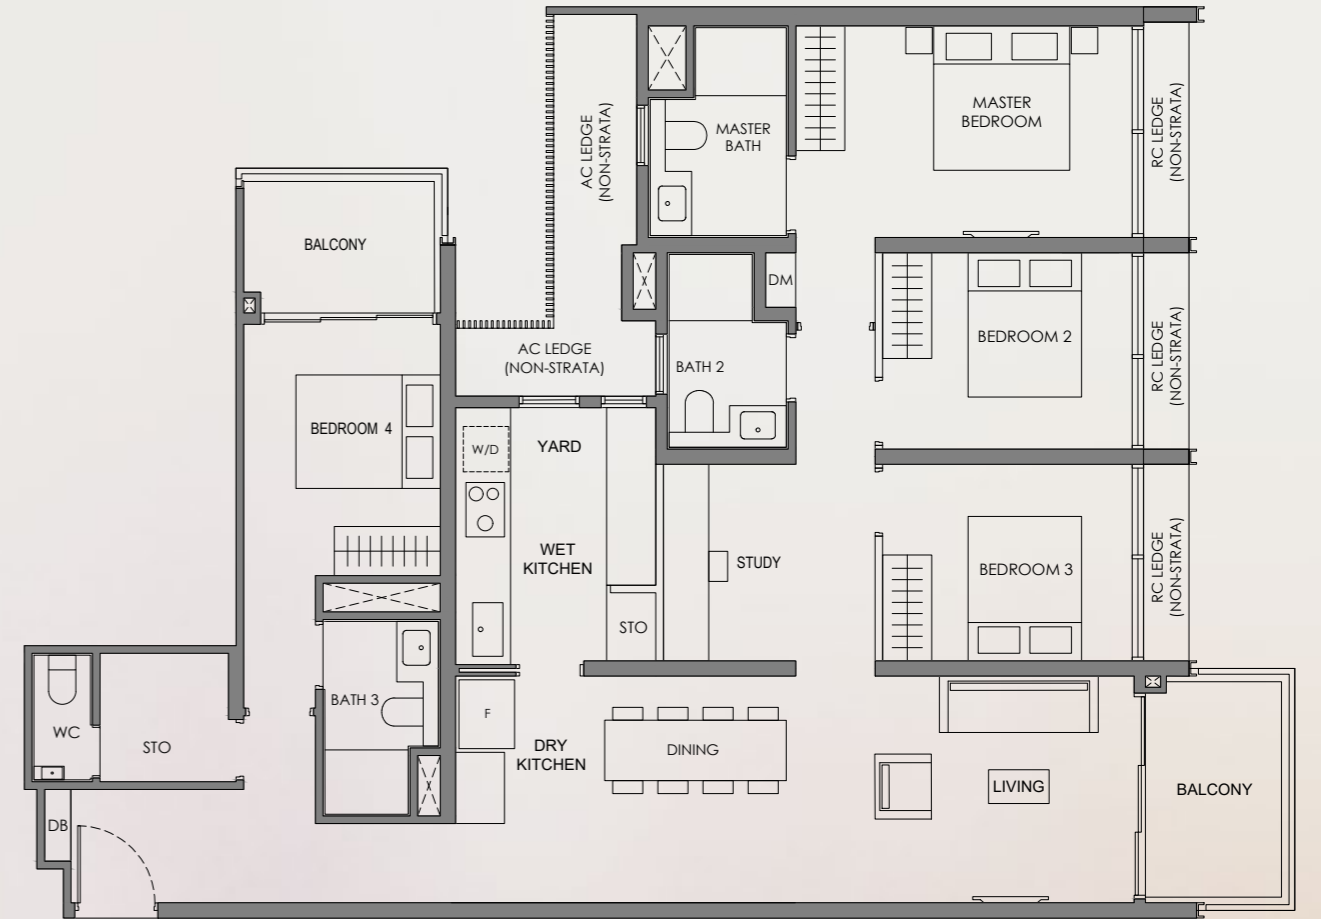 MASTER
BEDROOM
RC LEDGE
(NON-STRATA)
MASTER
BATH
AC LEDGE
(NON-STRATA)
BALCONY
DM
BEDROOM 2
RC LEDGE
(NON-STRATA)
AC LEDGE
(NON-STRATA)
BATH 2
BEDROOM 4
W/D
YARD
WET
KITCHEN
STUDY
BEDROOM 3
RC LEDGE
(NON-STRATA)
STO
BATH 3
F
WC
STO
DRY
KITCHEN
DINING
LIVING
BALCONY
DB